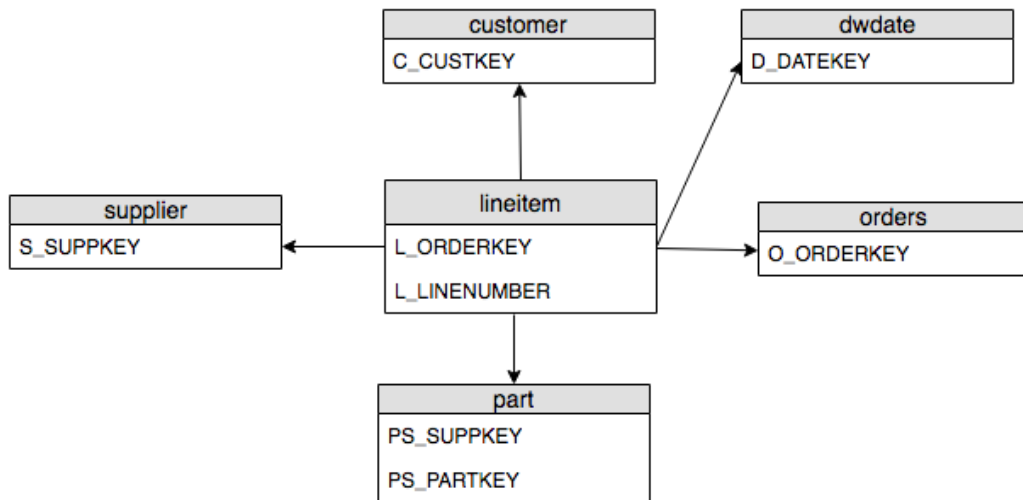 customer
C_CUSTKEY
dwdate
D_DATEKEY
supplier
S_SUPPKEY
lineitem
L_ORDERKEY
L_LINENUMBER
orders
O_ORDERKEY
part
PS_SUPPKEY
PS_PARTKEY